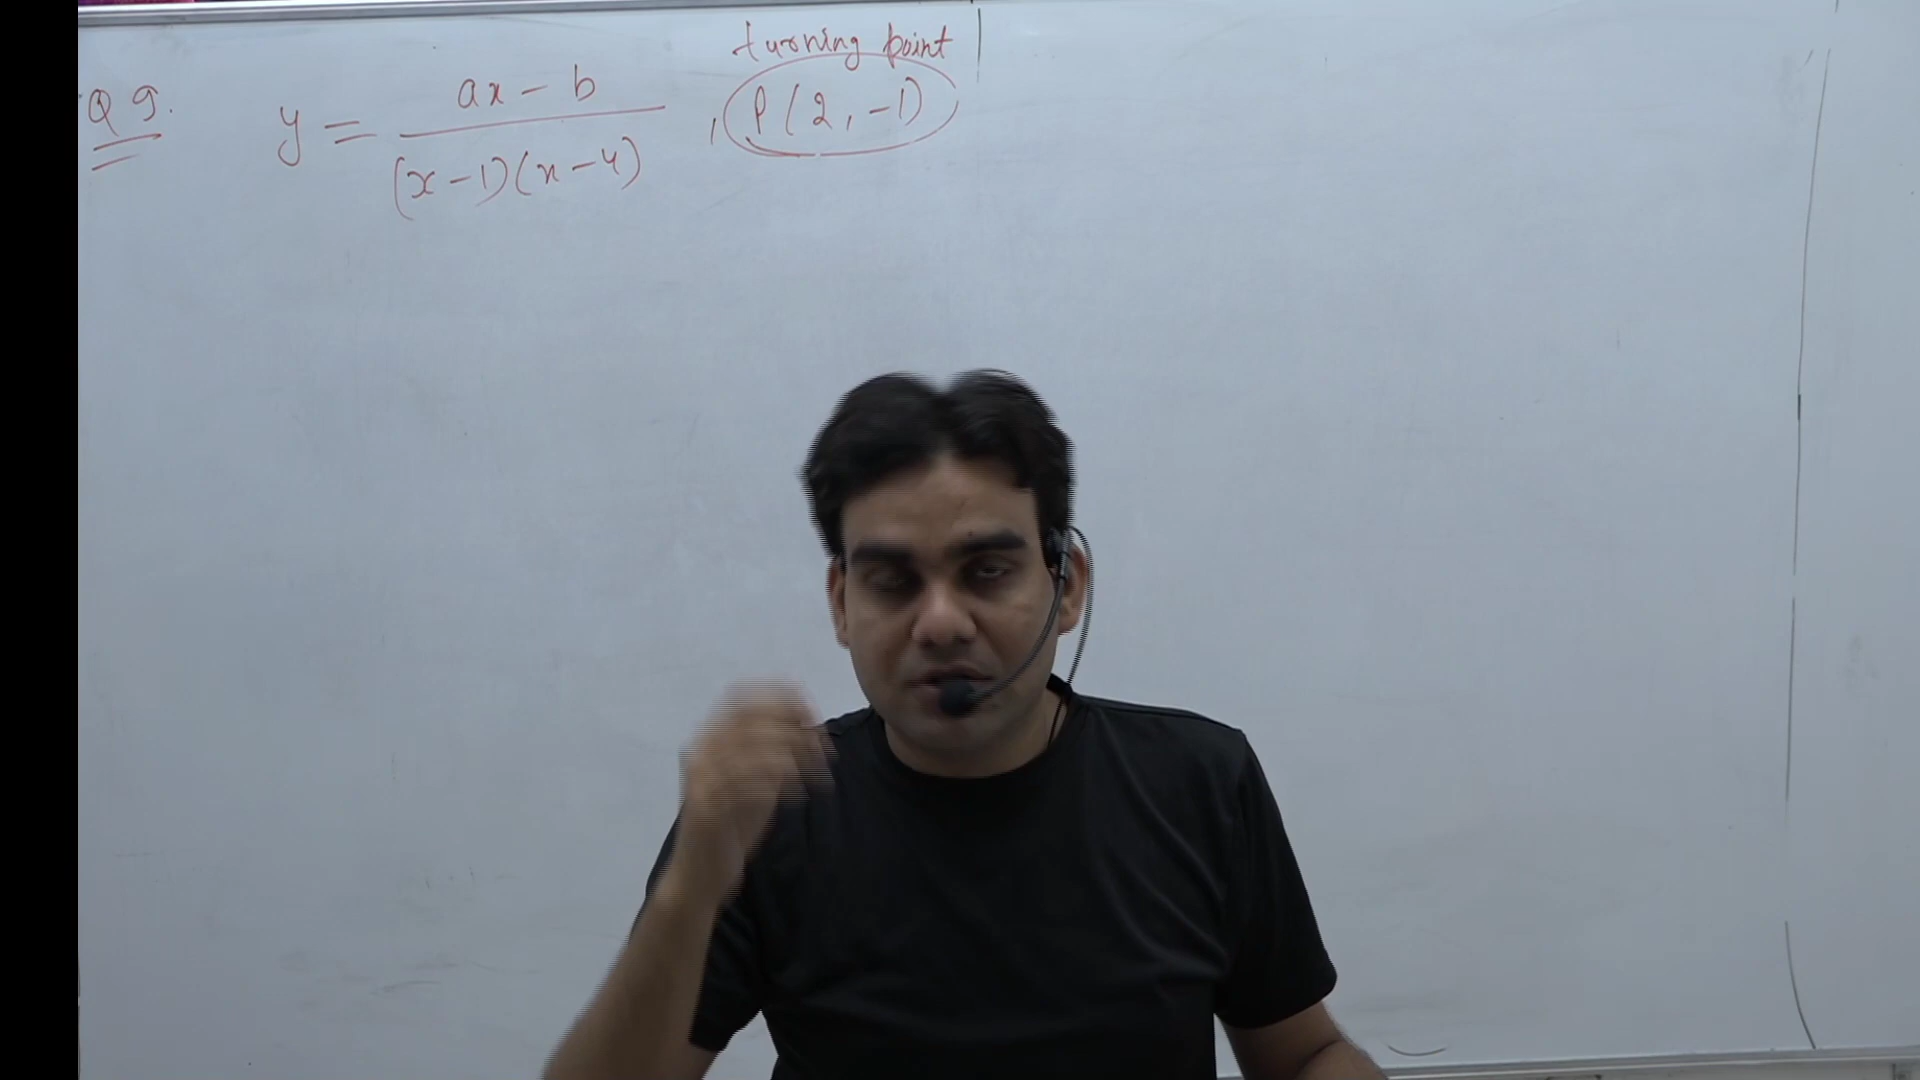 turning point
Q 9. y = ax - b / (x-1)(x-4) , P(2, -1)